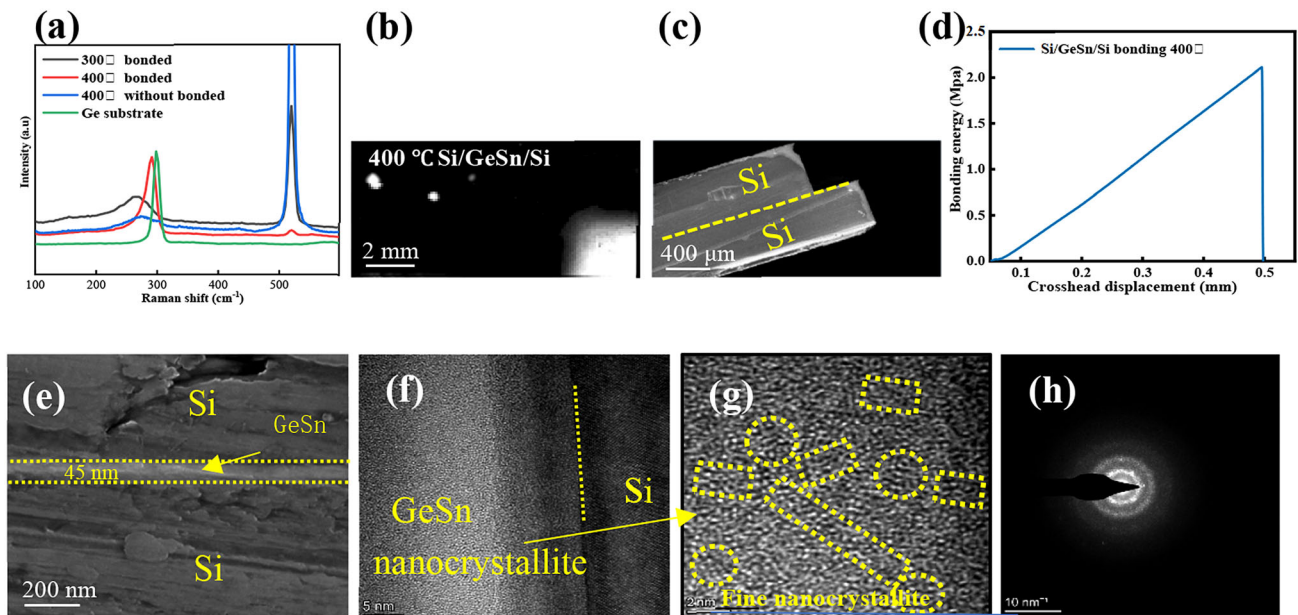 (a)
300□ bonded
400□ bonded
400□ without bonded
Ge substrate
Intensity (a.u)
100 200 300 400 500
Raman shift (cm⁻¹)
(b)
400 ℃ Si/GeSn/Si
2 mm
(c)
Si
Si
400 μm
(d)
Si/GeSn/Si bonding 400□
Bonding energy (Mpa)
2.5
2.0
1.5
1.0
0.5
0.0
0.1 0.2 0.3 0.4 0.5
Crosshead displacement (mm)
(e)
Si
GeSn
45 nm
Si
200 nm
(f)
Si
GeSn
nanocrystallite
5 nm
(g)
2 nm
Fine nanocrystallite
(h)
10 nm⁻¹